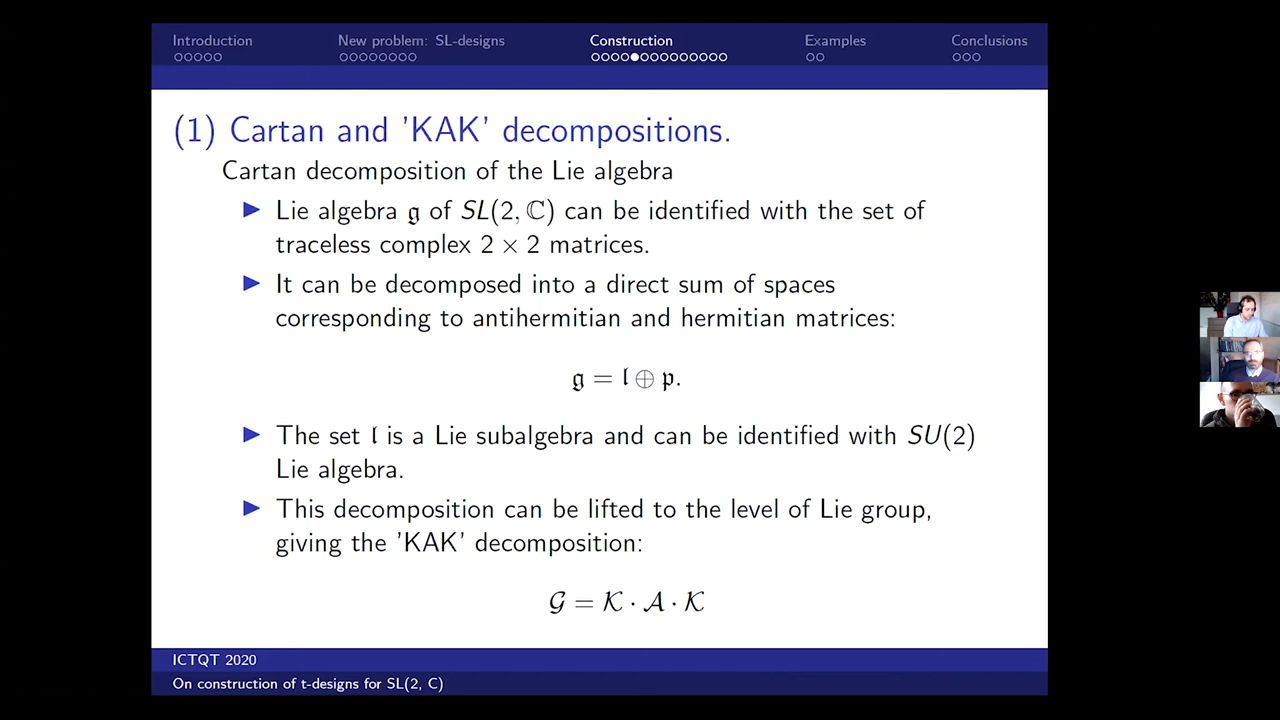 Introduction New problem: SL-designs Construction Examples Conclusions
(1) Cartan and 'KAK' decompositions.
Cartan decomposition of the Lie algebra
Lie algebra 𝔤 of SL(2, ℂ) can be identified with the set of
traceless complex 2 × 2 matrices.
It can be decomposed into a direct sum of spaces
corresponding to antihermitian and hermitian matrices:
𝔤 = 𝔩 ⊕ 𝔭.
The set 𝔩 is a Lie subalgebra and can be identified with SU(2)
Lie algebra.
This decomposition can be lifted to the level of Lie group,
giving the 'KAK' decomposition:
𝒢 = 𝒦 · 𝒜 · 𝒦
ICTQT 2020
On construction of t-designs for SL(2, C)